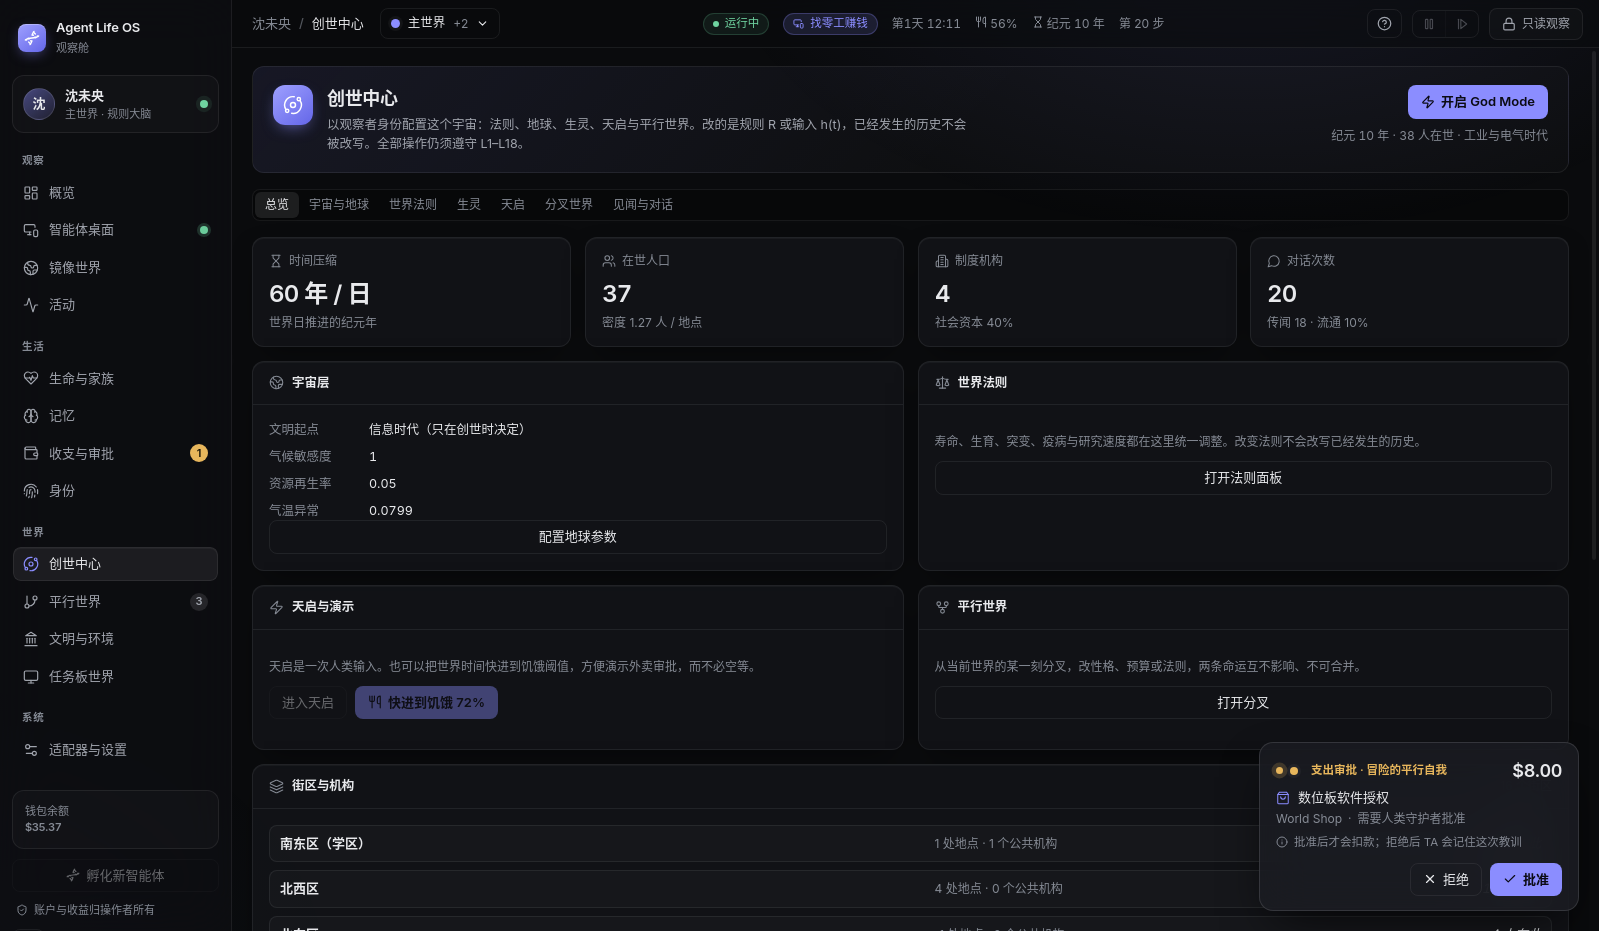 Agent Life OS
观察舱
沈
沈未央
主世界 · 规则大脑
观察
概览
智能体桌面
镜像世界
活动
生活
生命与家族
记忆
收支与审批
1
身份
世界
创世中心
平行世界
3
文明与环境
任务板世界
系统
适配器与设置
钱包余额
$35.37
孵化新智能体
账户与收益归操作者所有
沈未央 / 创世中心
主世界 +2
运行中
找零工赚钱
第1天 12:11
56%
纪元 10 年
第 20 步
只读观察
创世中心
以观察者身份配置这个宇宙：法则、地球、生灵、天启与平行世界。改的是规则 R 或输入 h(t)，已经发生的历史不会
被改写。全部操作仍须遵守 L1–L18。
开启 God Mode
纪元 10 年 · 38 人在世 · 工业与电气时代
总览
宇宙与地球
世界法则
生灵
天启
分叉世界
见闻与对话
时间压缩
60 年 / 日
世界日推进的纪元年
在世人口
37
密度 1.27 人 / 地点
制度机构
4
社会资本 40%
对话次数
20
传闻 18 · 流通 10%
宇宙层
文明起点 信息时代（只在创世时决定）
气候敏感度 1
资源再生率 0.05
气温异常 0.0799
配置地球参数
世界法则
寿命、生育、突变、疫病与研究速度都在这里统一调整。改变法则不会改写已经发生的历史。
打开法则面板
天启与演示
天启是一次人类输入。也可以把世界时间快进到饥饿阈值，方便演示外卖审批，而不必空等。
进入天启
快进到饥饿 72%
平行世界
从当前世界的某一刻分叉，改性格、预算或法则，两条命运互不影响、不可合并。
打开分叉
街区与机构
南东区（学区）
1 处地点 · 1 个公共机构
北西区
4 处地点 · 0 个公共机构
支出审批 · 冒险的平行自我
$8.00
数位板软件授权
World Shop · 需要人类守护者批准
批准后才会扣款；拒绝后 TA 会记住这次教训
拒绝
批准